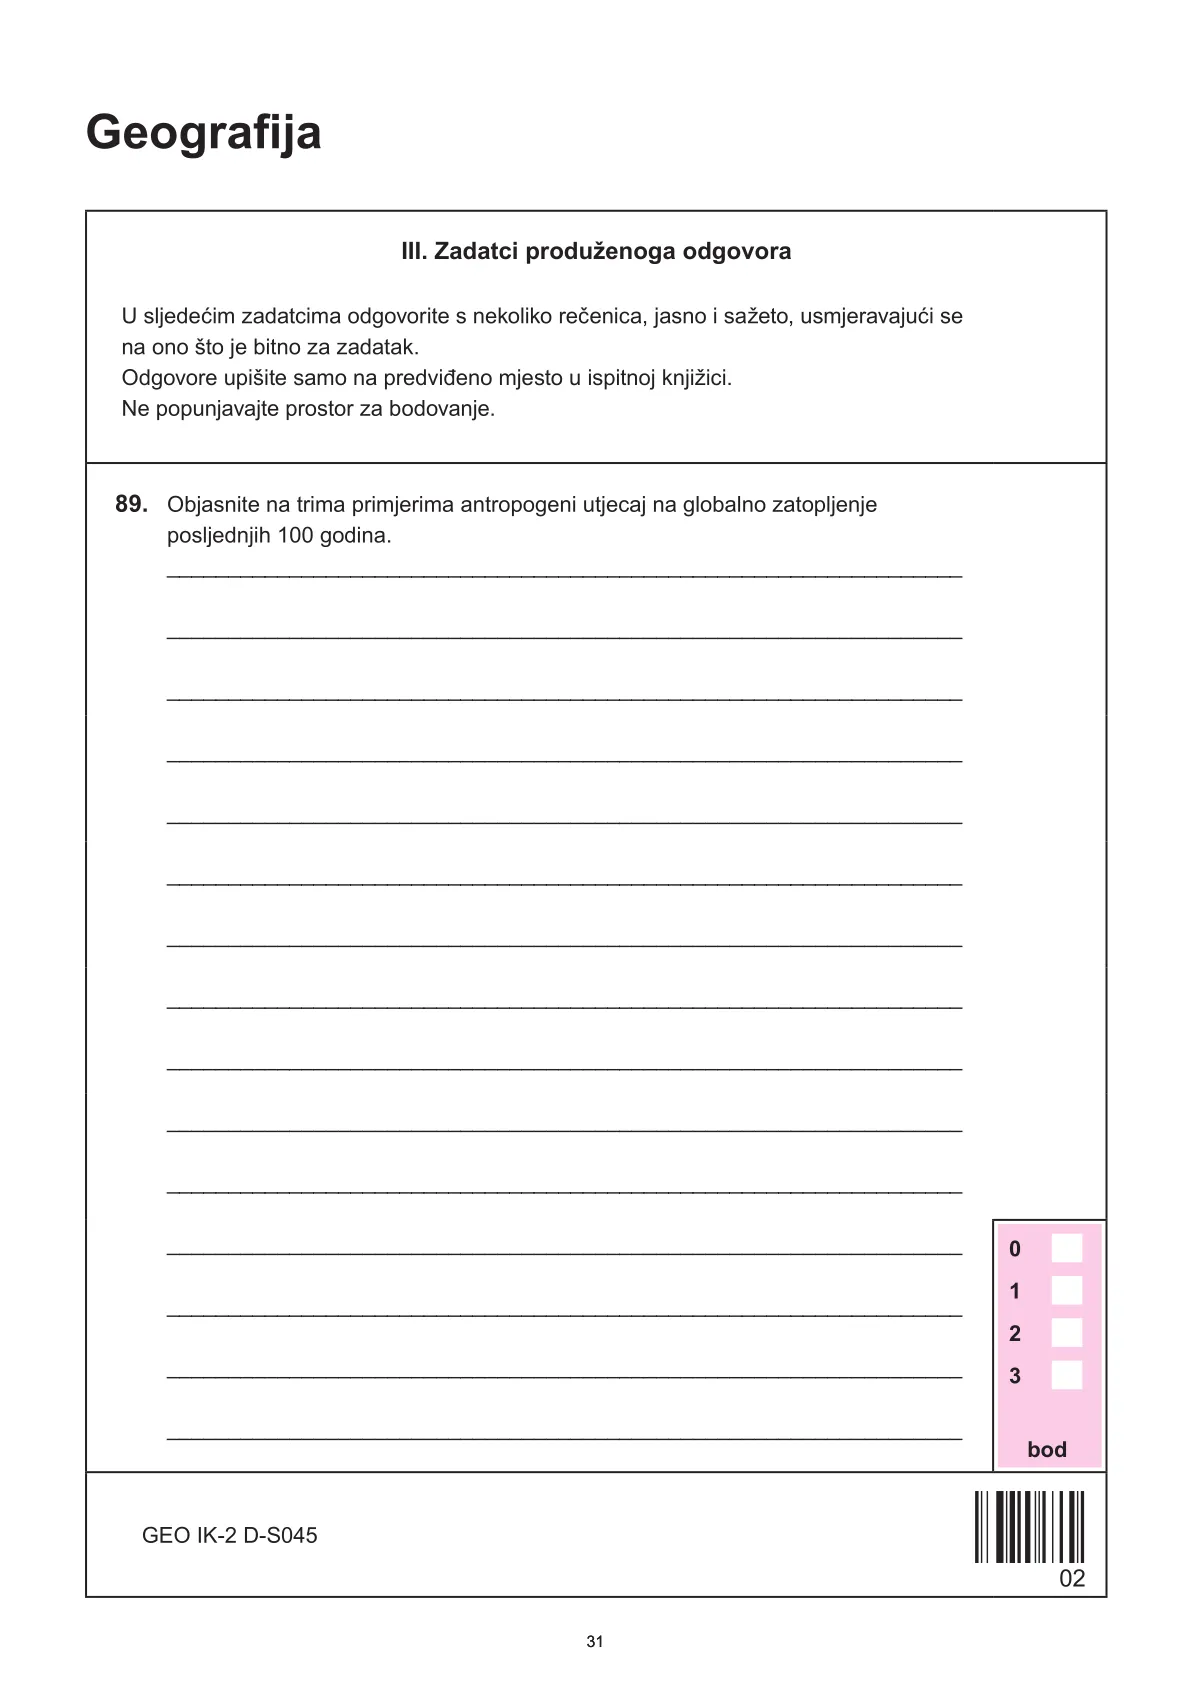 Geografija
III. Zadatci produženoga odgovora
U sljedećim zadatcima odgovorite s nekoliko rečenica, jasno i sažeto, usmjeravajući se
na ono što je bitno za zadatak.
Odgovore upišite samo na predviđeno mjesto u ispitnoj knjižici.
Ne popunjavajte prostor za bodovanje.
89. Objasnite na trima primjerima antropogeni utjecaj na globalno zatopljenje
posljednjih 100 godina.
0
1
2
3
bod
GEO IK-2 D-S045
02
31